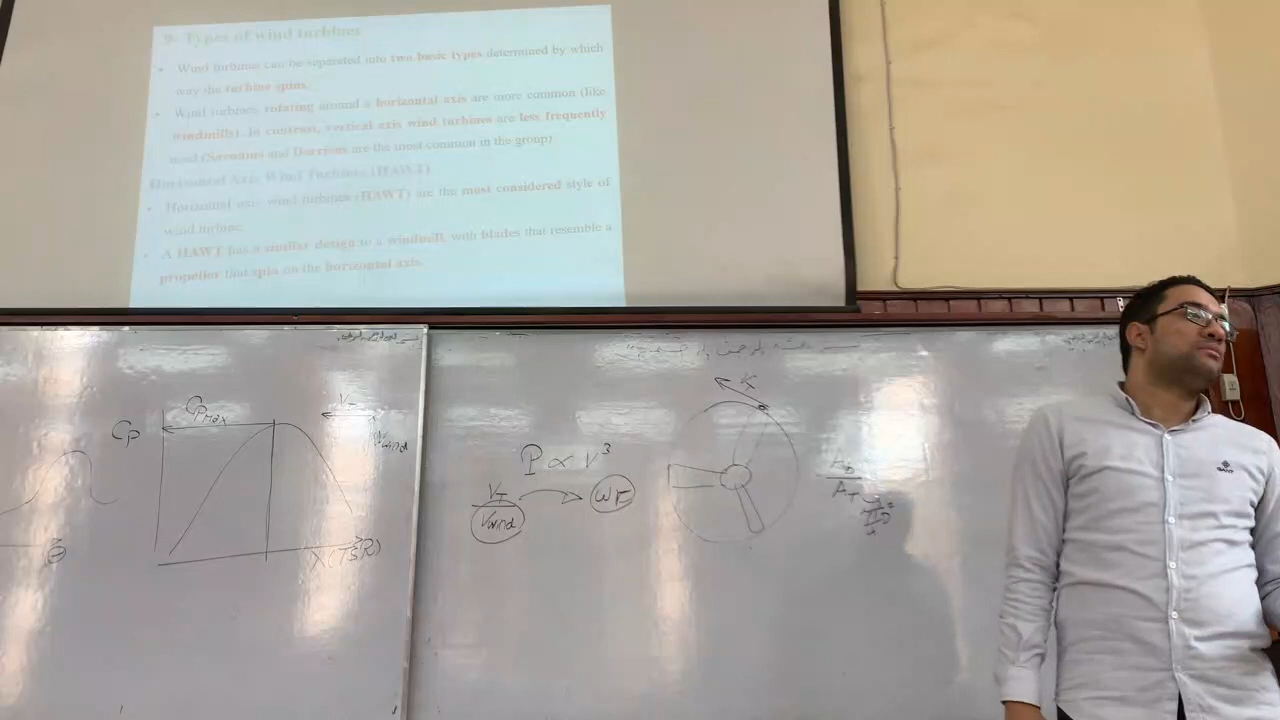 9- Types of wind turbines
• Wind turbines can be separated into two basic types determined by which
way the turbine spins.
• Wind turbines rotating around a horizontal axis are more common (like
windmills). In contrast, vertical axis wind turbines are less frequently
used (Savonius and Darrieus are the most common in the group)
Horizontal Axis Wind Turbines (HAWT)
• Horizontal axis wind turbines (HAWT) are the most considered style of
wind turbine.
• A HAWT has a similar design to a windmill, with blades that resemble a
propeller that spin on the horizontal axis.
CP
CPMax
VT
Vwind
X(TSR)
Θ
P ∝ V³
VT
Vwind
ωr
Ab
AT